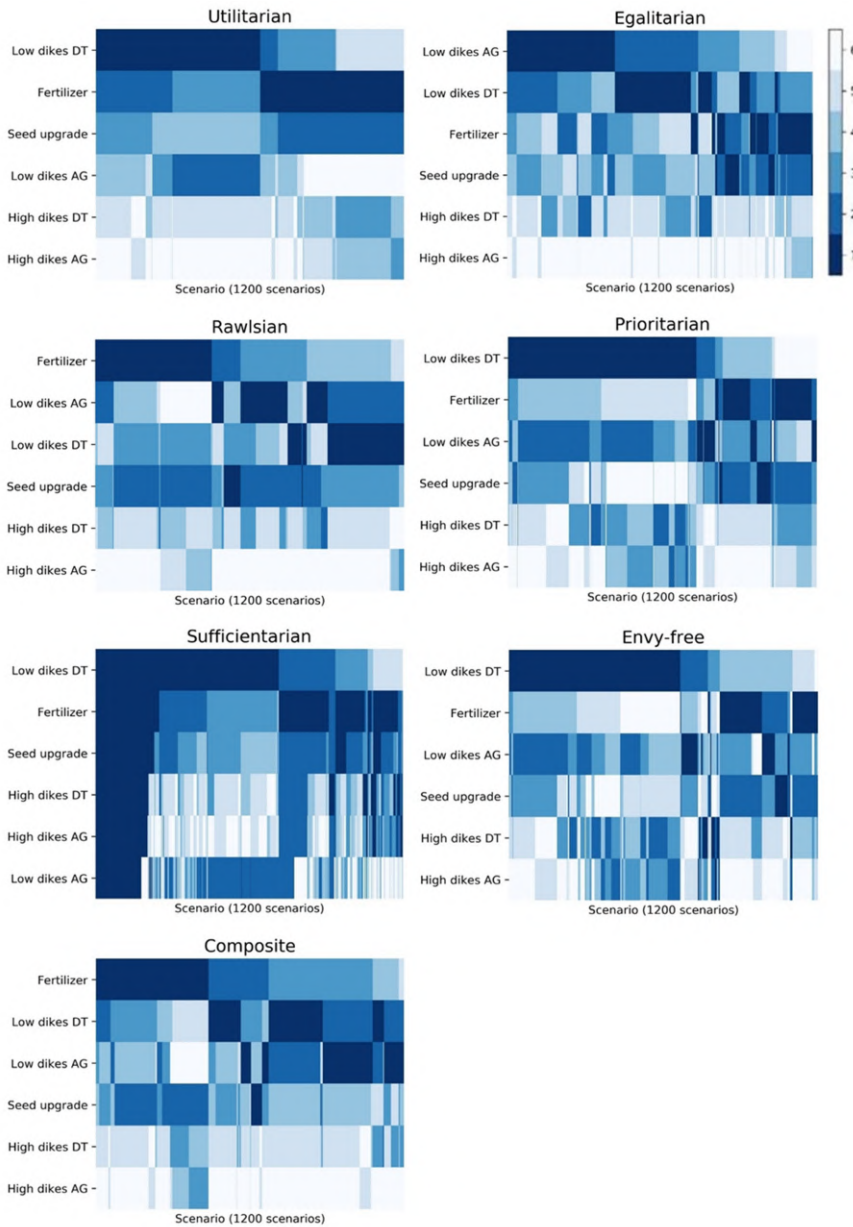 Utilitarian
Low dikes DT
Fertilizer
Seed upgrade
Low dikes AG
High dikes DT
High dikes AG
Scenario (1200 scenarios)
Egalitarian
Low dikes AG
Low dikes DT
Fertilizer
Seed upgrade
High dikes DT
High dikes AG
Scenario (1200 scenarios)
Rawlsian
Fertilizer
Low dikes AG
Low dikes DT
Seed upgrade
High dikes DT
High dikes AG
Scenario (1200 scenarios)
Prioritarian
Low dikes DT
Fertilizer
Low dikes AG
Seed upgrade
High dikes DT
High dikes AG
Scenario (1200 scenarios)
Sufficientarian
Low dikes DT
Fertilizer
Seed upgrade
High dikes DT
High dikes AG
Low dikes AG
Scenario (1200 scenarios)
Envy-free
Low dikes DT
Fertilizer
Low dikes AG
Seed upgrade
High dikes DT
High dikes AG
Scenario (1200 scenarios)
Composite
Fertilizer
Low dikes DT
Low dikes AG
Seed upgrade
High dikes DT
High dikes AG
Scenario (1200 scenarios)